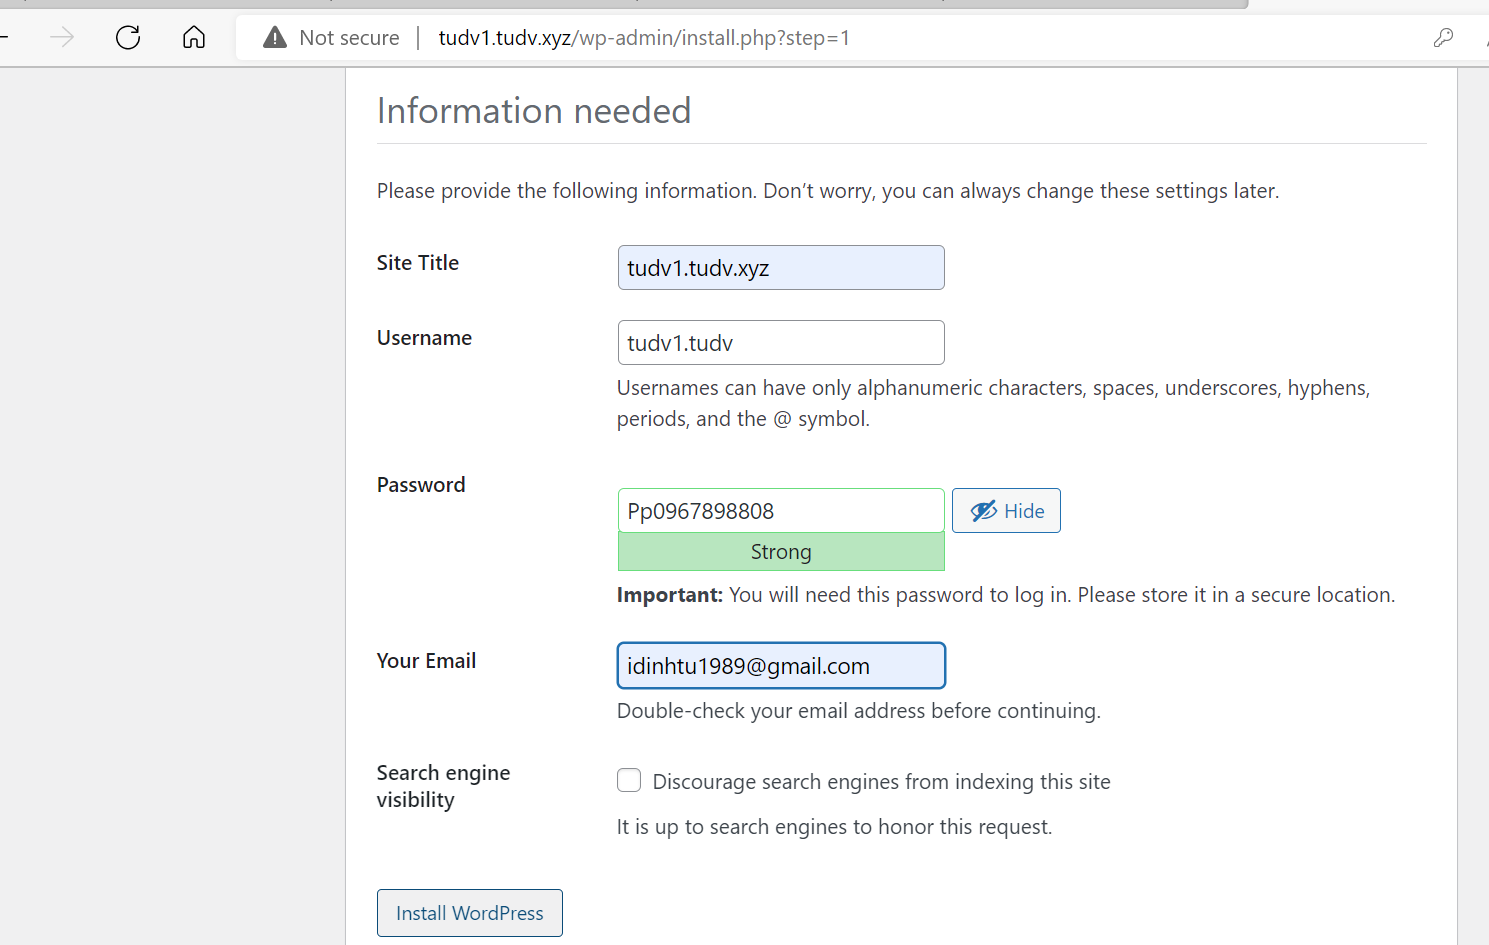 Not secure | tudv1.tudv.xyz/wp-admin/install.php?step=1
Information needed
Please provide the following information. Don’t worry, you can always change these settings later.
Site Title
tudv1.tudv.xyz
Username
tudv1.tudv
Usernames can have only alphanumeric characters, spaces, underscores, hyphens,
periods, and the @ symbol.
Password
Pp0967898808
Hide
Strong
Important: You will need this password to log in. Please store it in a secure location.
Your Email
idinhtu1989@gmail.com
Double-check your email address before continuing.
Search engine
visibility
Discourage search engines from indexing this site
It is up to search engines to honor this request.
Install WordPress